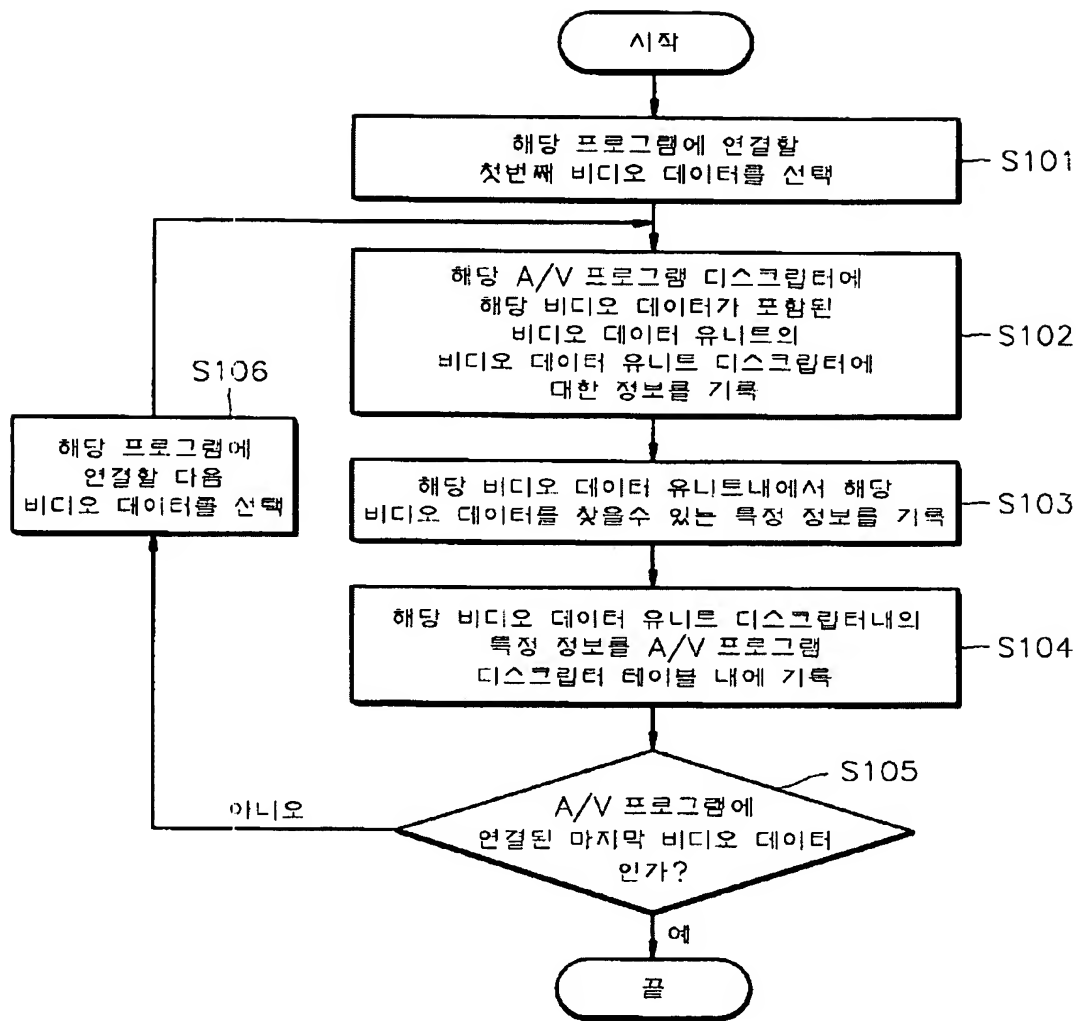 시작
해당 프로그램에 연결할
첫번째 비디오 데이터를 선택
S101
해당 A/V 프로그램 디스크립터에
해당 비디오 데이터가 포함된
비디오 데이터 유니트의
비디오 데이터 유니트 디스크립터에
대한 정보를 기록
S102
S106
해당 프로그램에
연결할 다음
비디오 데이터를 선택
해당 비디오 데이터 유니트내에서 해당
비디오 데이터를 찾을수 있는 특정 정보를 기록
S103
해당 비디오 데이터 유니트 디스크립터내의
특정 정보를 A/V 프로그램
디스크립터 테이블 내에 기록
S104
S105
A/V 프로그램에
연결된 마지막 비디오 데이터
인가?
아니오
예
끝